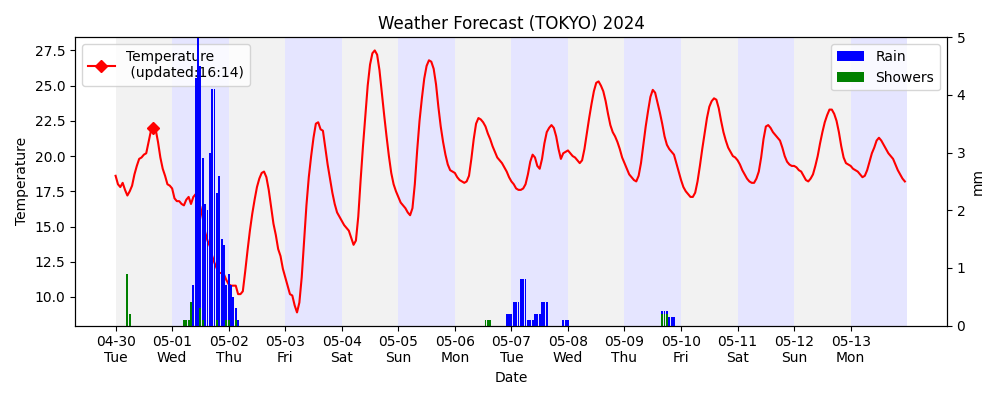 Weather Forecast (TOKYO) 2024
Temperature
(updated:16:14)
Rain
Showers
Temperature
27.5
25.0
22.5
20.0
17.5
15.0
12.5
10.0
5
4
3
2
1
0
mm
04-30 05-01 05-02 05-03 05-04 05-05 05-06 05-07 05-08 05-09 05-10 05-11 05-12 05-13
Tue Wed Thu Fri Sat Sun Mon Tue Wed Thu Fri Sat Sun Mon
Date